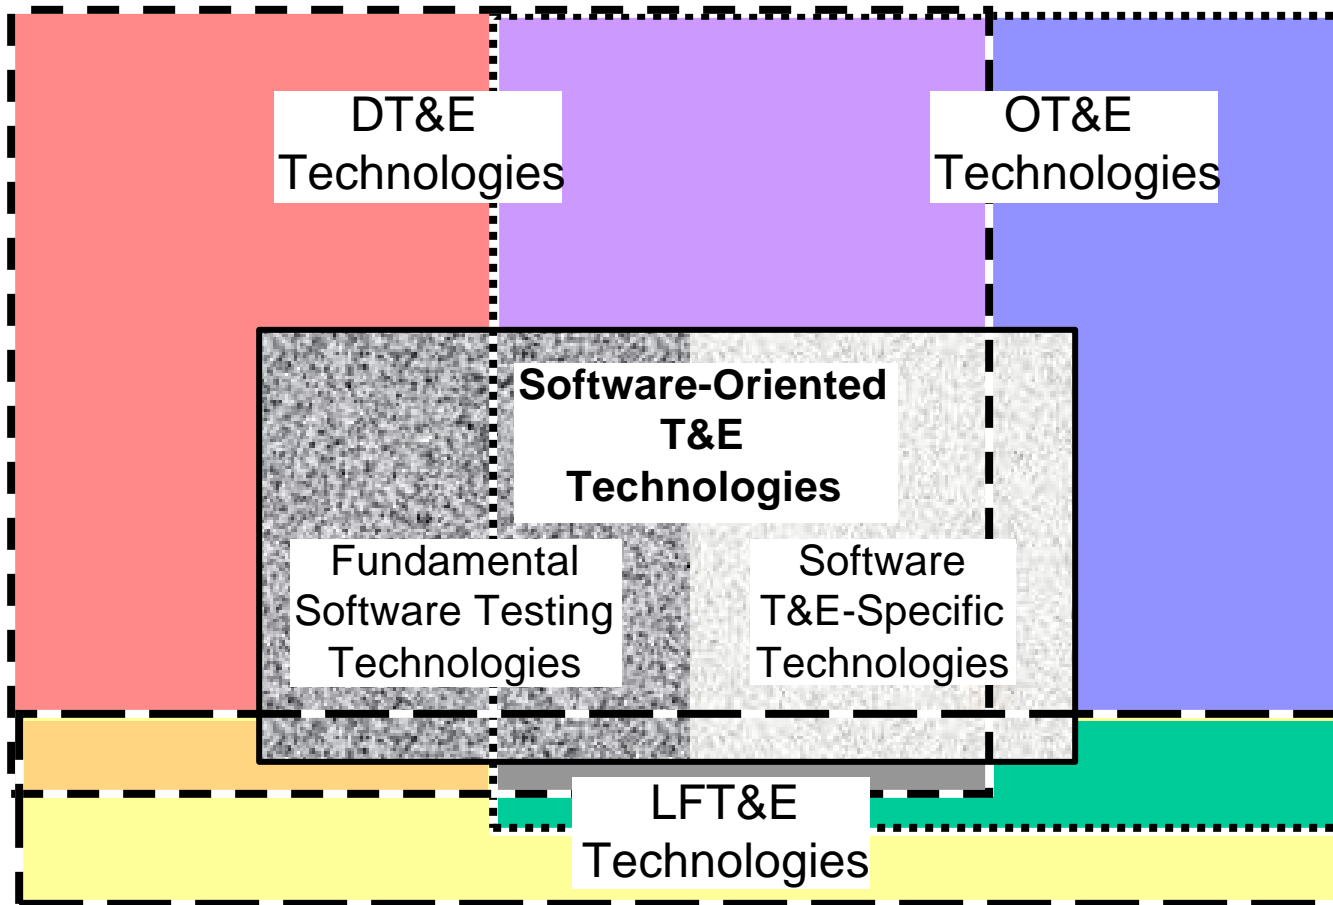 DT&E
Technologies
OT&E
Technologies
Software-Oriented
T&E
Technologies
Fundamental
Software Testing
Technologies
Software
T&E-Specific
Technologies
LFT&E
Technologies